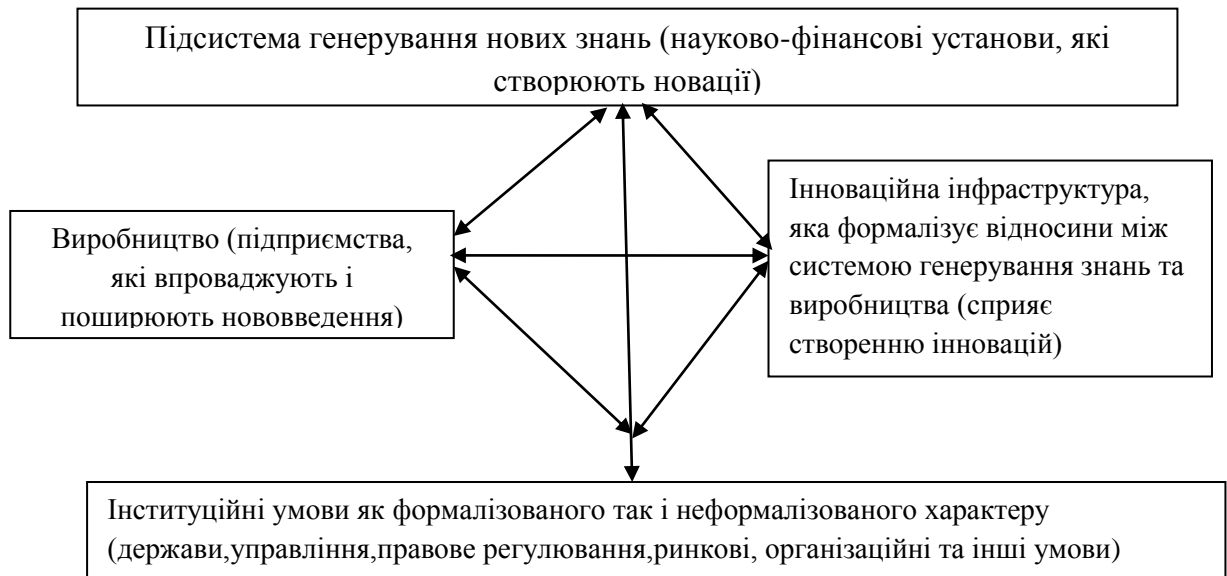 Підсистема генерування нових знань (науково-фінансові установи, які
створюють новації)
Виробництво (підприємства,
які впроваджують і
поширюють нововведення)
Інноваційна інфраструктура,
яка формалізує відносини між
системою генерування знань та
виробництва (сприяє
створенню інновацій)
Інституційні умови як формалізованого так і неформалізованого характеру
(держави,управління,правове регулювання,ринкові, організаційні та інші умови)